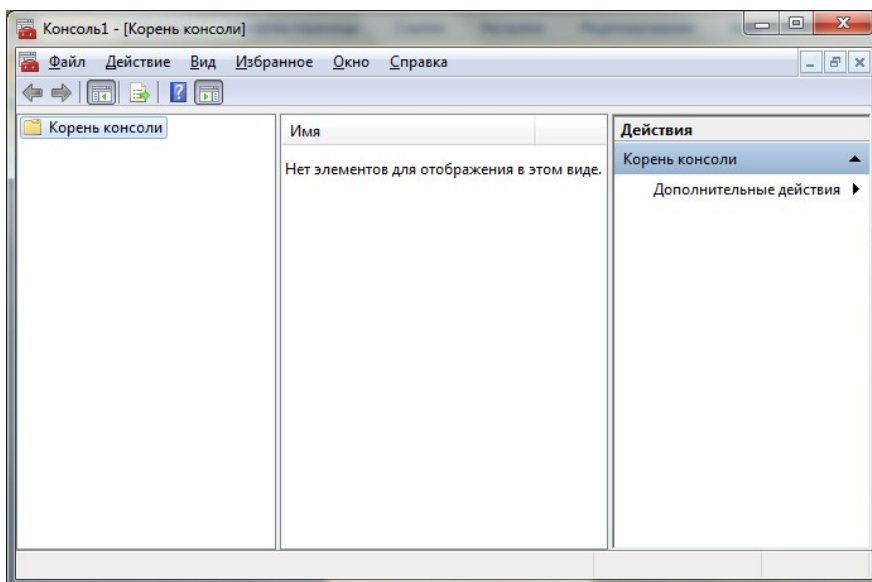 Консоль1 - [Корень консоли]
Файл Действие Вид Избранное Окно Справка
Корень консоли
Имя
Нет элементов для отображения в этом виде.
Действия
Корень консоли
Дополнительные действия